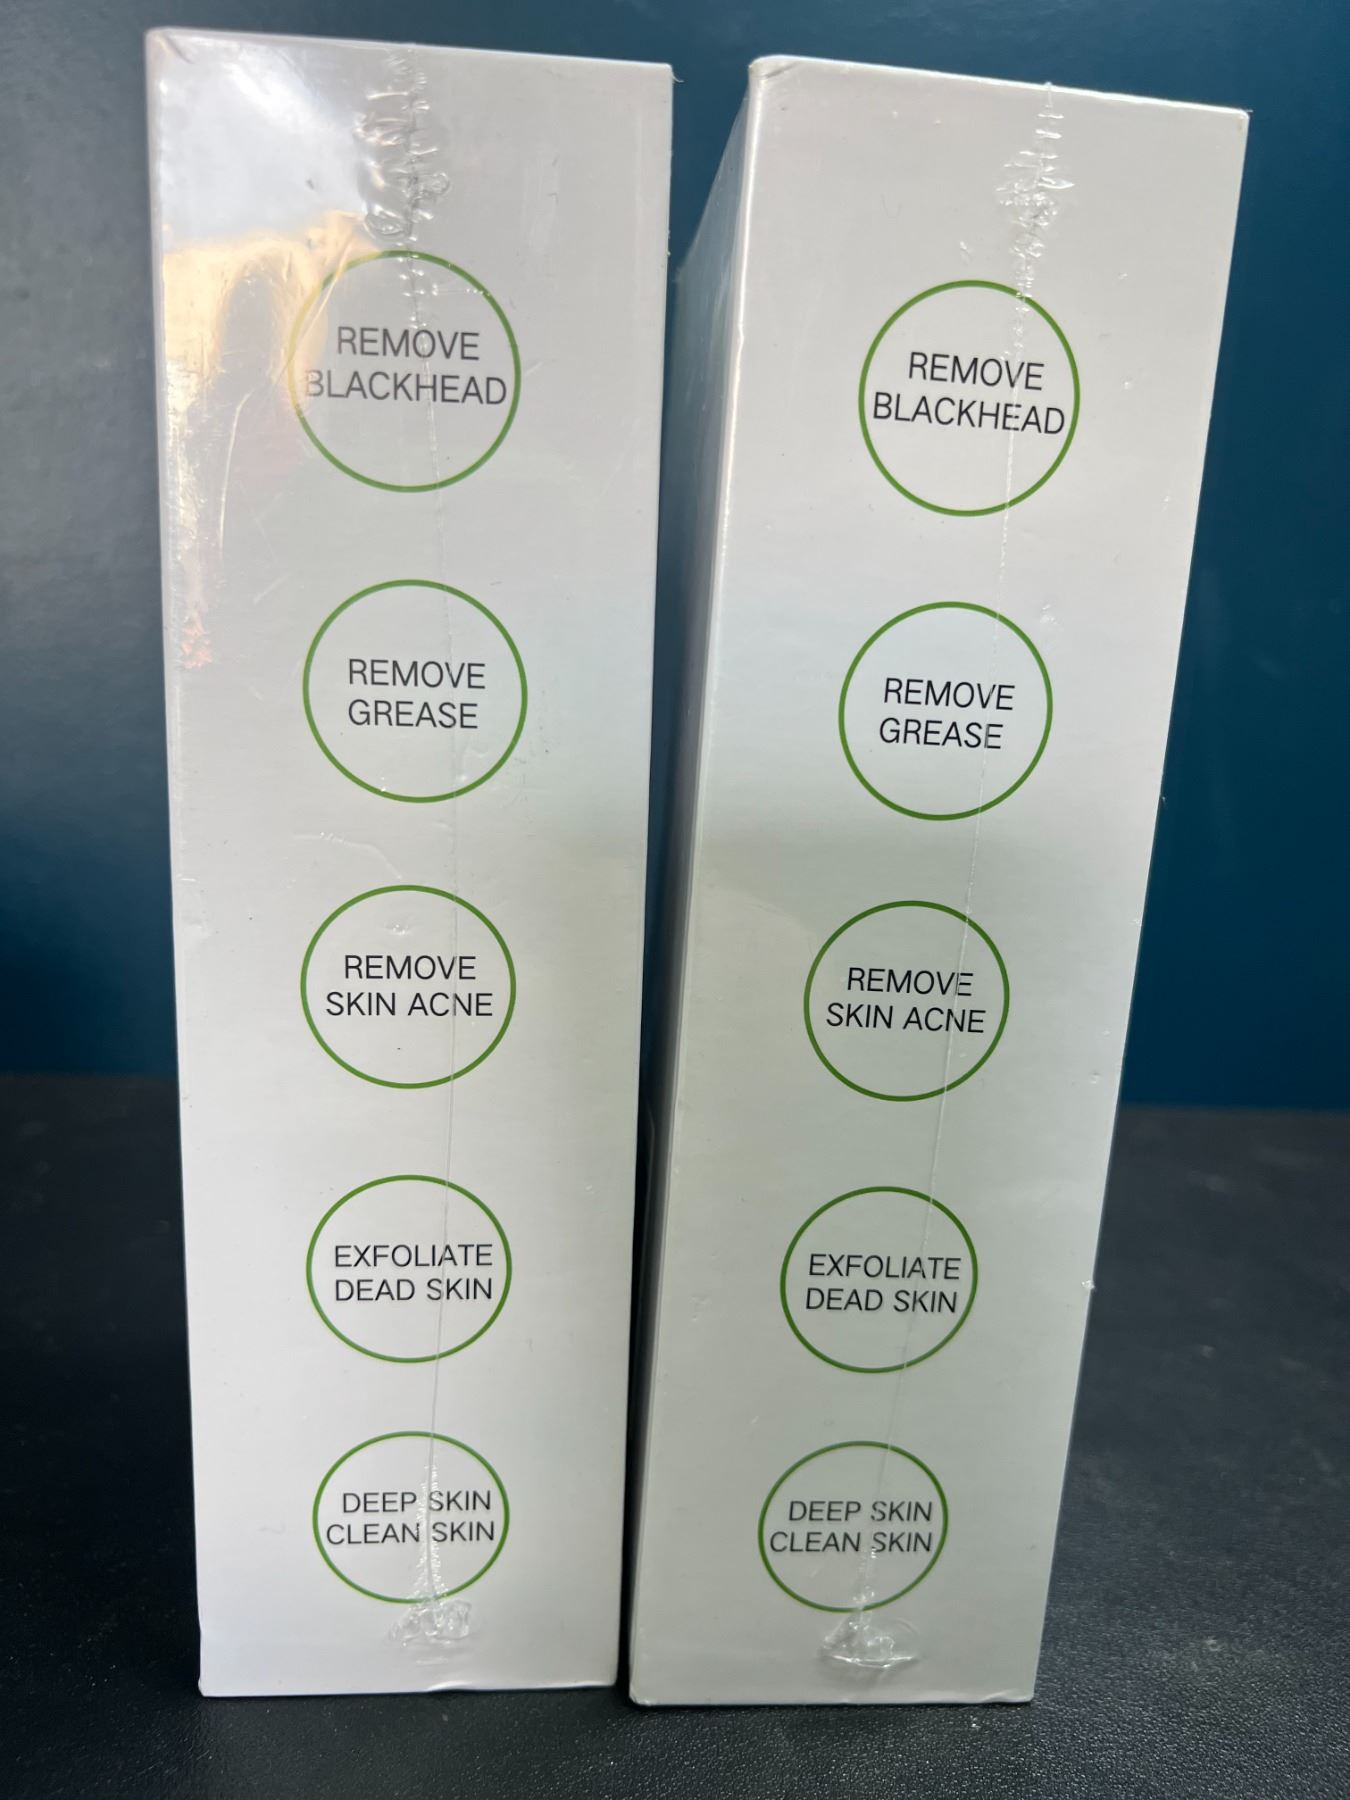 REMOVE
BLACKHEAD
REMOVE
GREASE
REMOVE
SKIN ACNE
EXFOLIATE
DEAD SKIN
DEEP SKIN
CLEAN SKIN
REMOVE
BLACKHEAD
REMOVE
GREASE
REMOVE
SKIN ACNE
EXFOLIATE
DEAD SKIN
DEEP SKIN
CLEAN SKIN